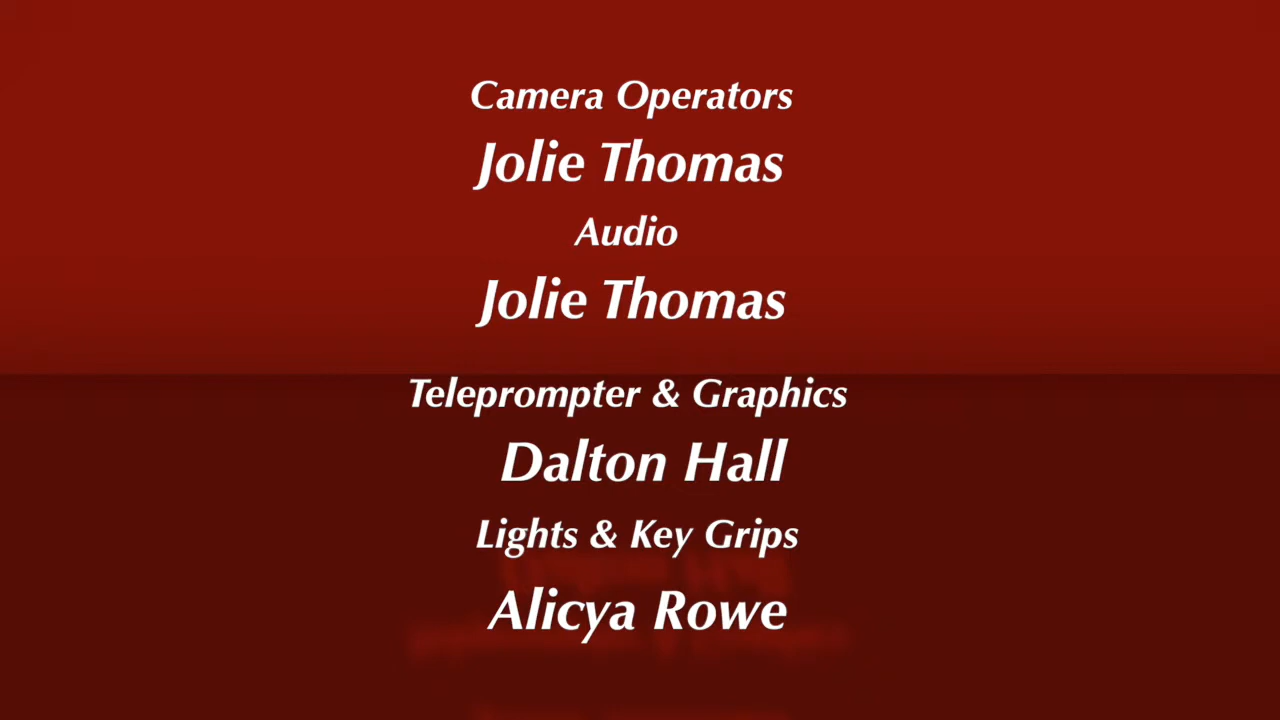 Camera Operators
Jolie Thomas
Audio
Jolie Thomas
Teleprompter & Graphics
Dalton Hall
Lights & Key Grips
Alicya Rowe